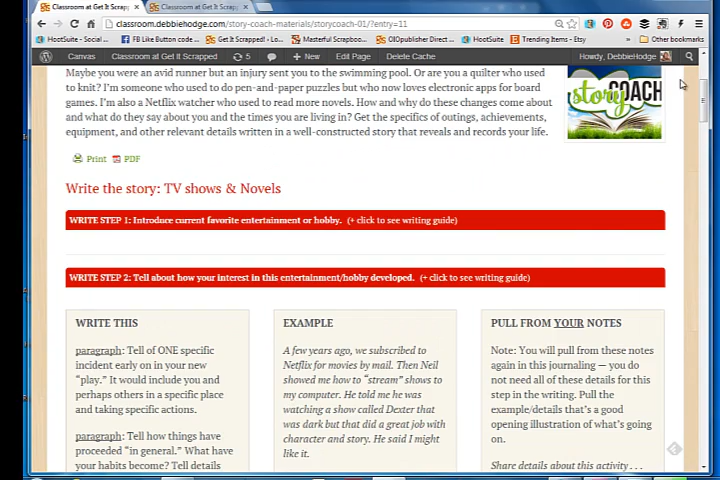 Classroom at Get It Scrapp
Classroom at Get It Scrapp
classroom.debbiehodge.com/story-coach-materials/storycoach-01/?entry=11
HootSuite - Social ...
FB Like Button code ...
Get It Scrapped! - Lo...
Masterful Scrapboo...
OIOpublisher Direct ...
HootSuite
Trending Items - Etsy
»
Other bookmarks
Canvas
Classroom at Get It Scrapped
5
+ New
Edit Page
Delete Cache
Howdy, DebbieHodge
Maybe you were an avid runner but an injury sent you to the swimming pool. Or are you a quilter who used
to knit? I'm someone who used to do pen-and-paper puzzles but who now loves electronic apps for board
games. I'm also a Netflix watcher who used to read more novels. How and why do these changes come about
and what do they say about you and the times you are living in? Get the specifics of outings, achievements,
equipment, and other relevant details written in a well-constructed story that reveals and records your life.
story COACH
Print PDF
Write the story: TV shows & Novels
WRITE STEP 1: Introduce current favorite entertainment or hobby. (+ click to see writing guide)
WRITE STEP 2: Tell about how your interest in this entertainment/hobby developed. (+ click to see writing guide)
WRITE THIS
paragraph: Tell of ONE specific
incident early on in your new
“play.” It would include you and
perhaps others in a specific place
and taking specific actions.
paragraph: Tell how things have
proceeded “in general.” What have
your habits become? Tell details
EXAMPLE
A few years ago, we subscribed to
Netflix for movies by mail. Then Neil
showed me how to “stream” shows to
my computer. He told me he was
watching a show called Dexter that
was dark but that did a great job with
character and story. He said I might
like it.
PULL FROM YOUR NOTES
Note: You will pull from these notes
again in this journaling — you do
not need all of these details for this
step in the writing. Pull the
example/details that's a good
opening illustration of what's going
on.
Share details about this activity . . .